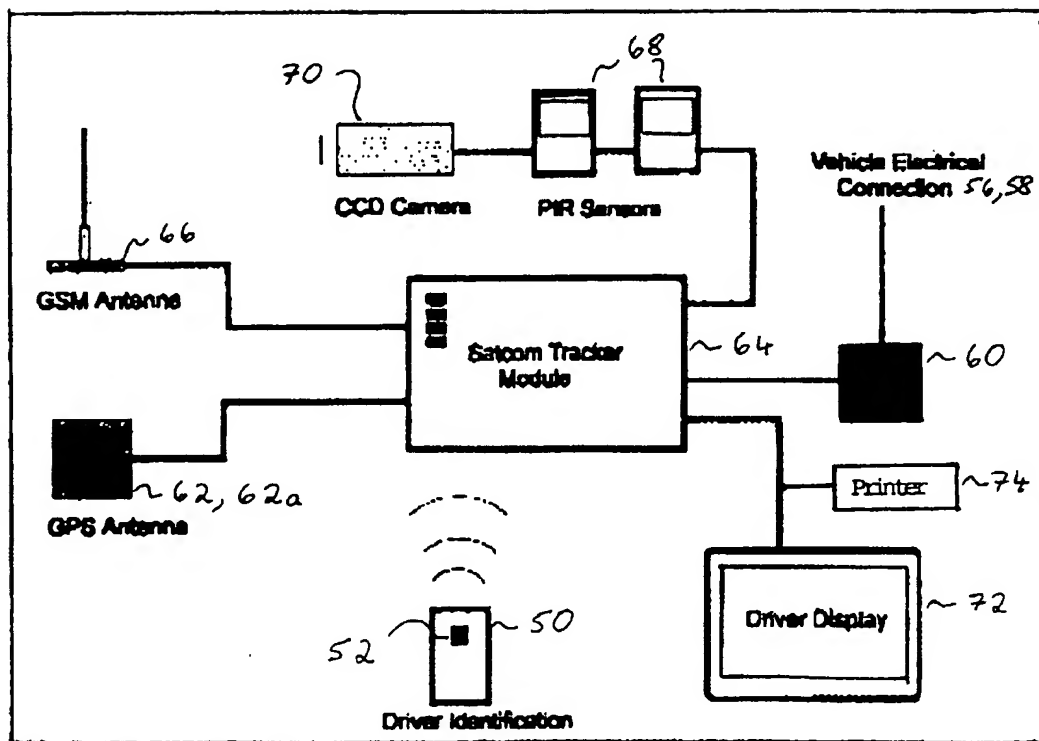 70
68
CCD Camera
PIR Sensors
Vehicle Electrical
Connection 56,58
66
GSM Antenne
Satcom Tracker
Module
64
60
62, 62a
GPS Antenna
Printer
74
52
50
Driver Display
72
Driver Identification